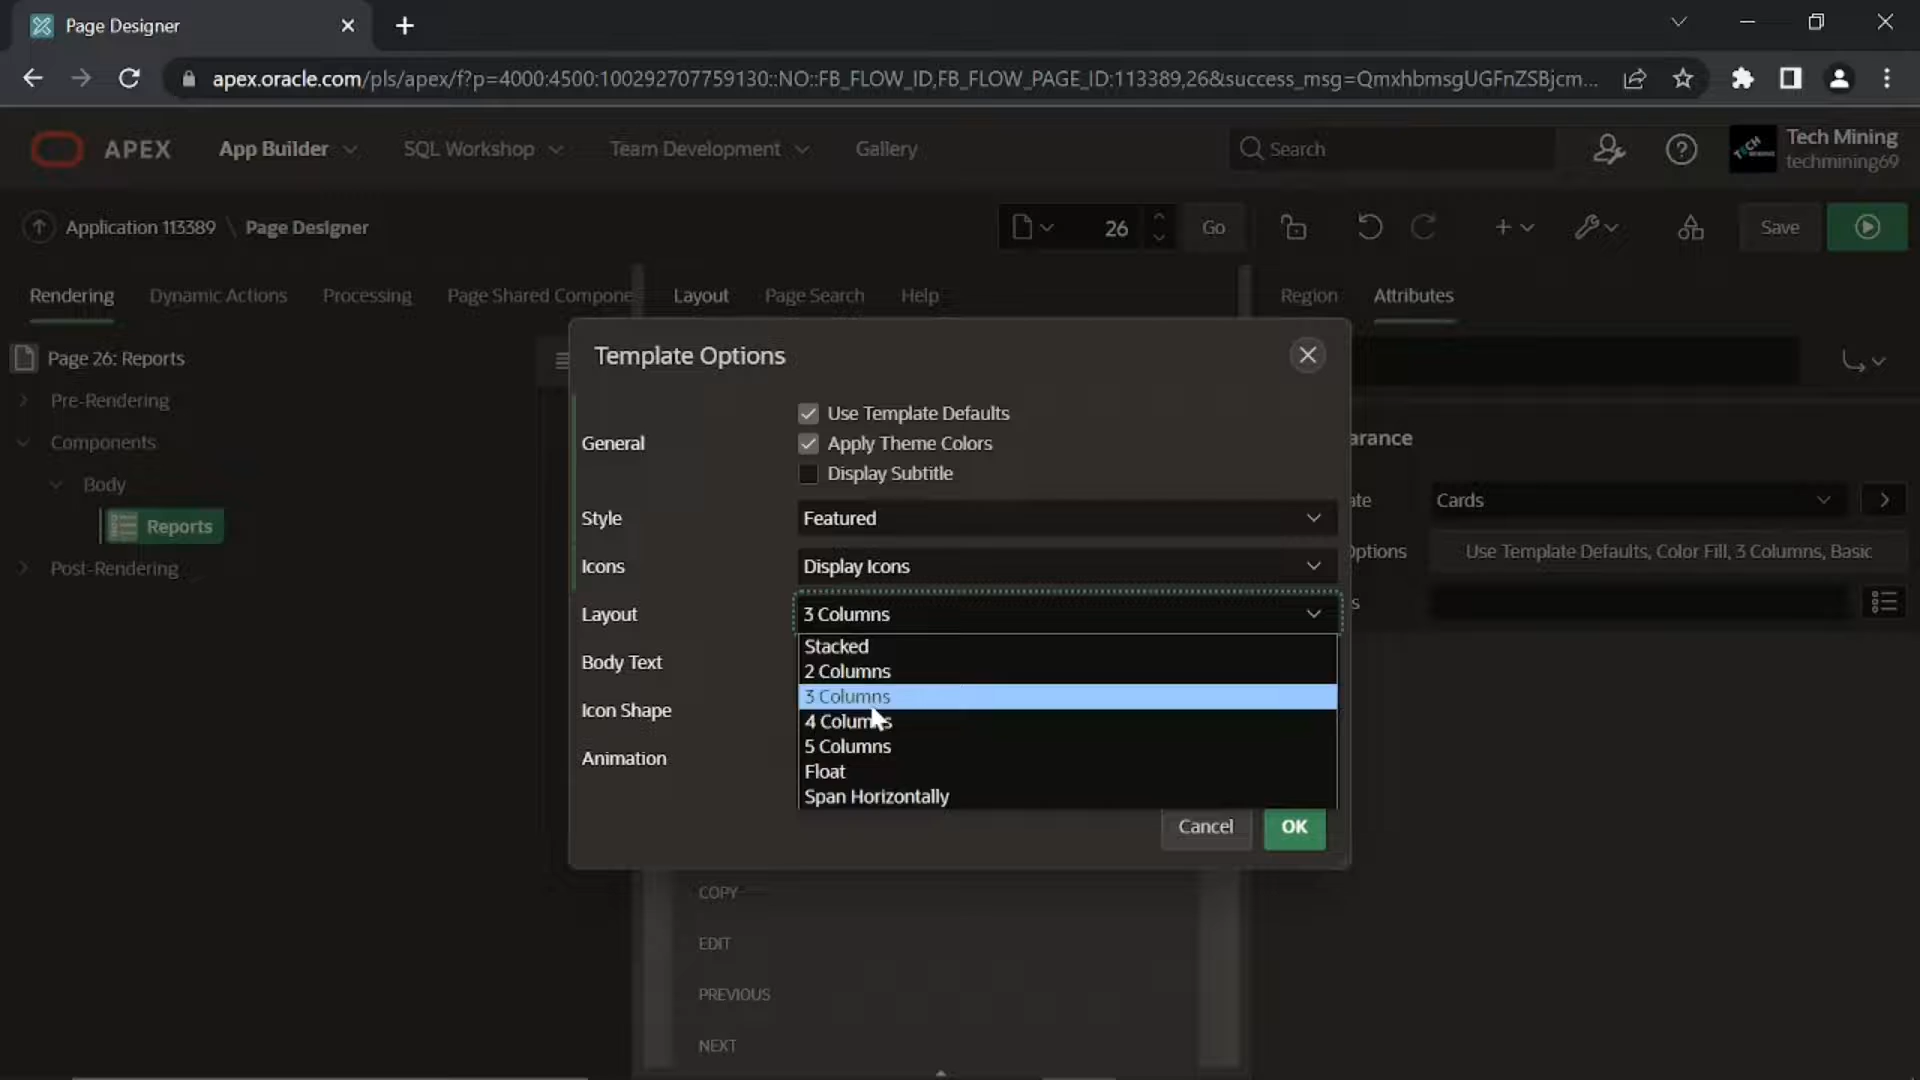 Page Designer
apex.oracle.com/pls/apex/f?p=4000:4500:100292707759130::NO::FB_FLOW_ID,FB_FLOW_PAGE_ID:113389,26&success_msg=QmxhbmsgUGFnZSBjcm...
APEX App Builder SQL Workshop Team Development Gallery Search Tech Mining
techmining69
Application 113389 \ Page Designer 26 Go Save
Rendering Dynamic Actions Processing Page Shared Compone Layout Page Search Help Region Attributes
Page 26: Reports
Pre-Rendering
Components
Body
Reports
Post-Rendering
Template Options
General
Use Template Defaults
Apply Theme Colors
Display Subtitle
Style Featured
Icons Display Icons
Layout 3 Columns
Stacked
2 Columns
3 Columns
4 Columns
5 Columns
Float
Span Horizontally
Body Text
Icon Shape
Animation
Cancel OK
arance
ate Cards
Options Use Template Defaults, Color Fill, 3 Columns, Basic
s
COPY
EDIT
PREVIOUS
NEXT